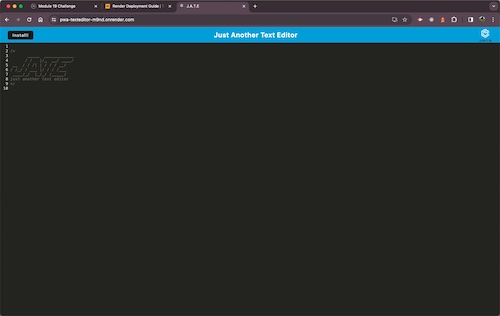 Module 19 Challenge
Render Deployment Guide |
J.A.T.E
pwa-texteditor-m9md.onrender.com
Install!
Just Another Text Editor
1
2
/*
3
4
5
6
7
8
just another text editor
9
*/
10